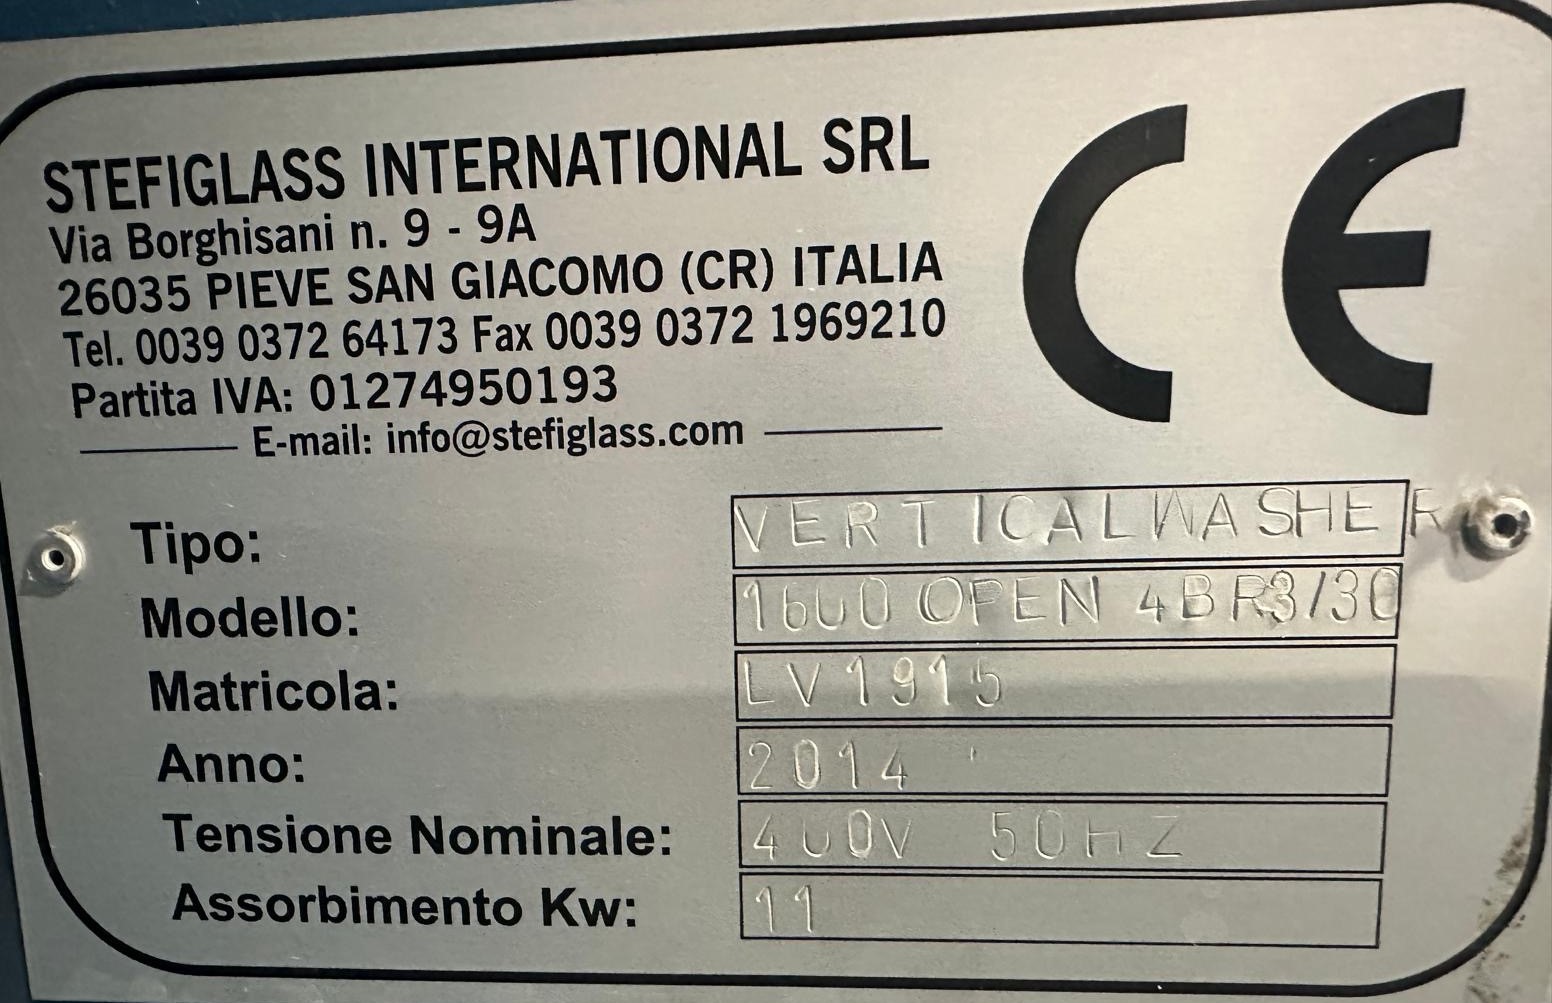 STEFIGLASS INTERNATIONAL SRL
Via Borghisani n. 9 - 9A
26035 PIEVE SAN GIACOMO (CR) ITALIA
Tel. 0039 0372 64173 Fax 0039 0372 1969210
Partita IVA: 01274950193
E-mail: info@stefiglass.com
CE
Tipo: VERTICALWASHER
Modello: 1600 OPEN 4BR3/30
Matricola: LV1915
Anno: 2014
Tensione Nominale: 400V 50HZ
Assorbimento Kw: 11